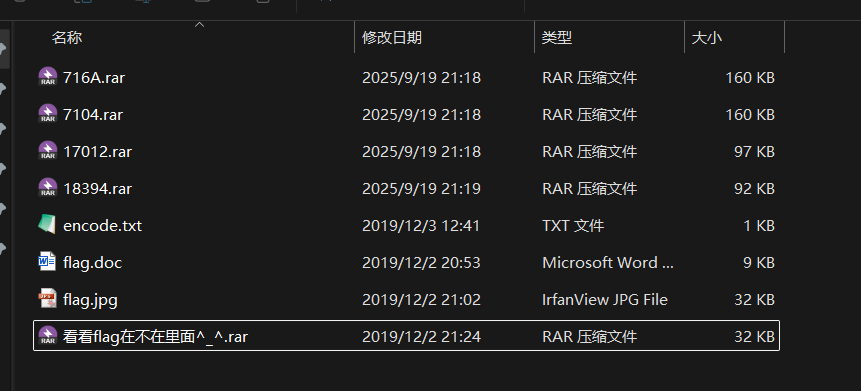 名称 修改日期 类型 大小
716A.rar 2025/9/19 21:18 RAR 压缩文件 160 KB
7104.rar 2025/9/19 21:18 RAR 压缩文件 160 KB
17012.rar 2025/9/19 21:18 RAR 压缩文件 97 KB
18394.rar 2025/9/19 21:19 RAR 压缩文件 92 KB
encode.txt 2019/12/3 12:41 TXT 文件 1 KB
flag.doc 2019/12/2 20:53 Microsoft Word ... 9 KB
flag.jpg 2019/12/2 21:02 IrfanView JPG File 32 KB
看看flag在不在里面^_^.rar 2019/12/2 21:24 RAR 压缩文件 32 KB